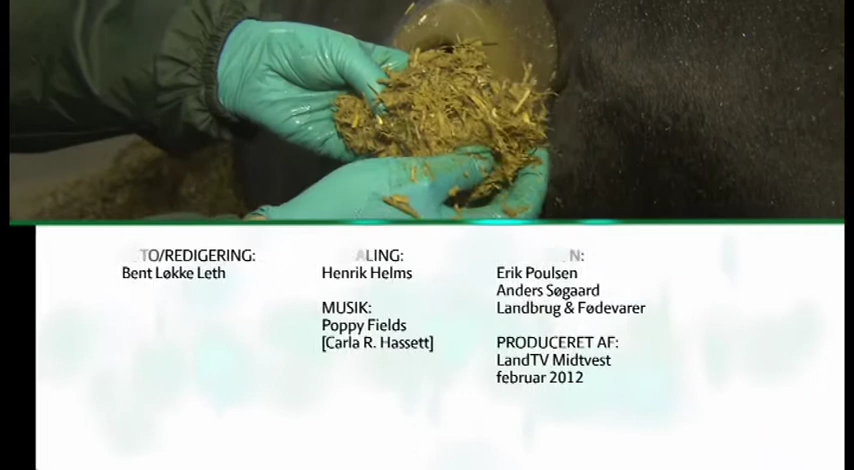 TO/REDIGERING:
Bent Løkke Leth
ALING:
Henrik Helms
MUSIK:
Poppy Fields
[Carla R. Hassett]
N:
Erik Poulsen
Anders Søgaard
Landbrug & Fødevarer
PRODUCERET AF:
LandTV Midtvest
februar 2012